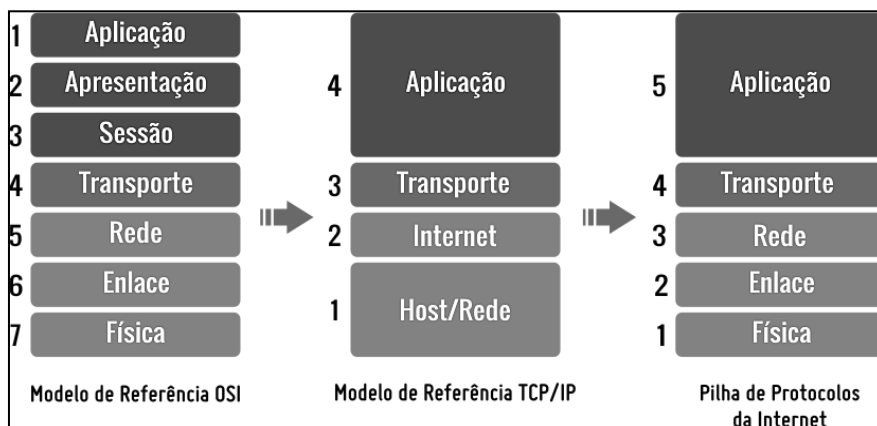 1 Aplicação
2 Apresentação
3 Sessão
4 Transporte
5 Rede
6 Enlace
7 Física
Modelo de Referência OSI
4 Aplicação
3 Transporte
2 Internet
1 Host/Rede
Modelo de Referência TCP/IP
5 Aplicação
4 Transporte
3 Rede
2 Enlace
1 Física
Pilha de Protocolos
da Internet